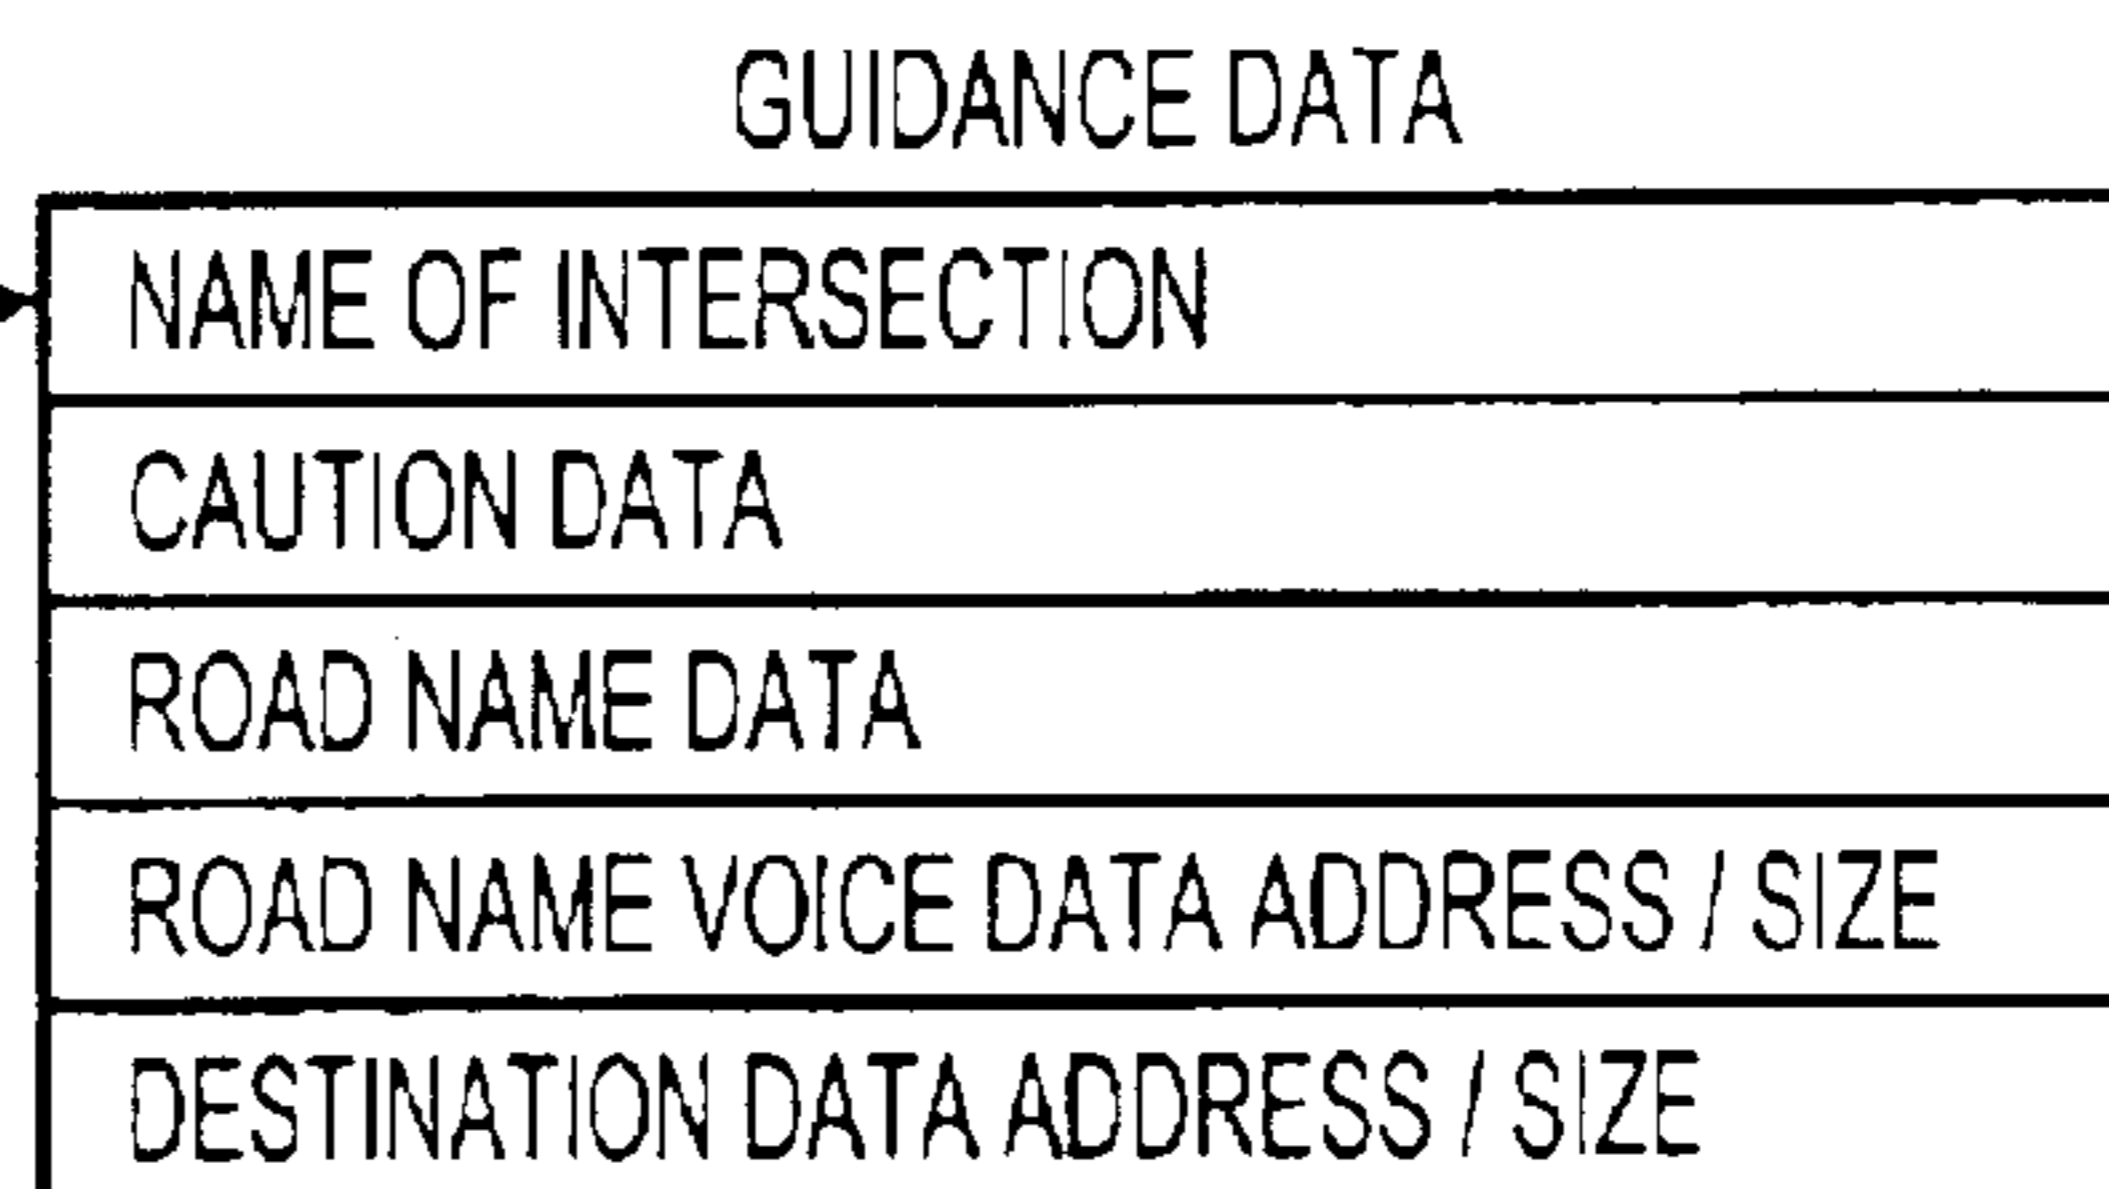 GUIDANCE DATA
NAME OF INTERSECTION
CAUTION DATA
ROAD NAME DATA
ROAD NAME VOICE DATA ADDRESS / SIZE
DESTINATION DATA ADDRESS / SIZE